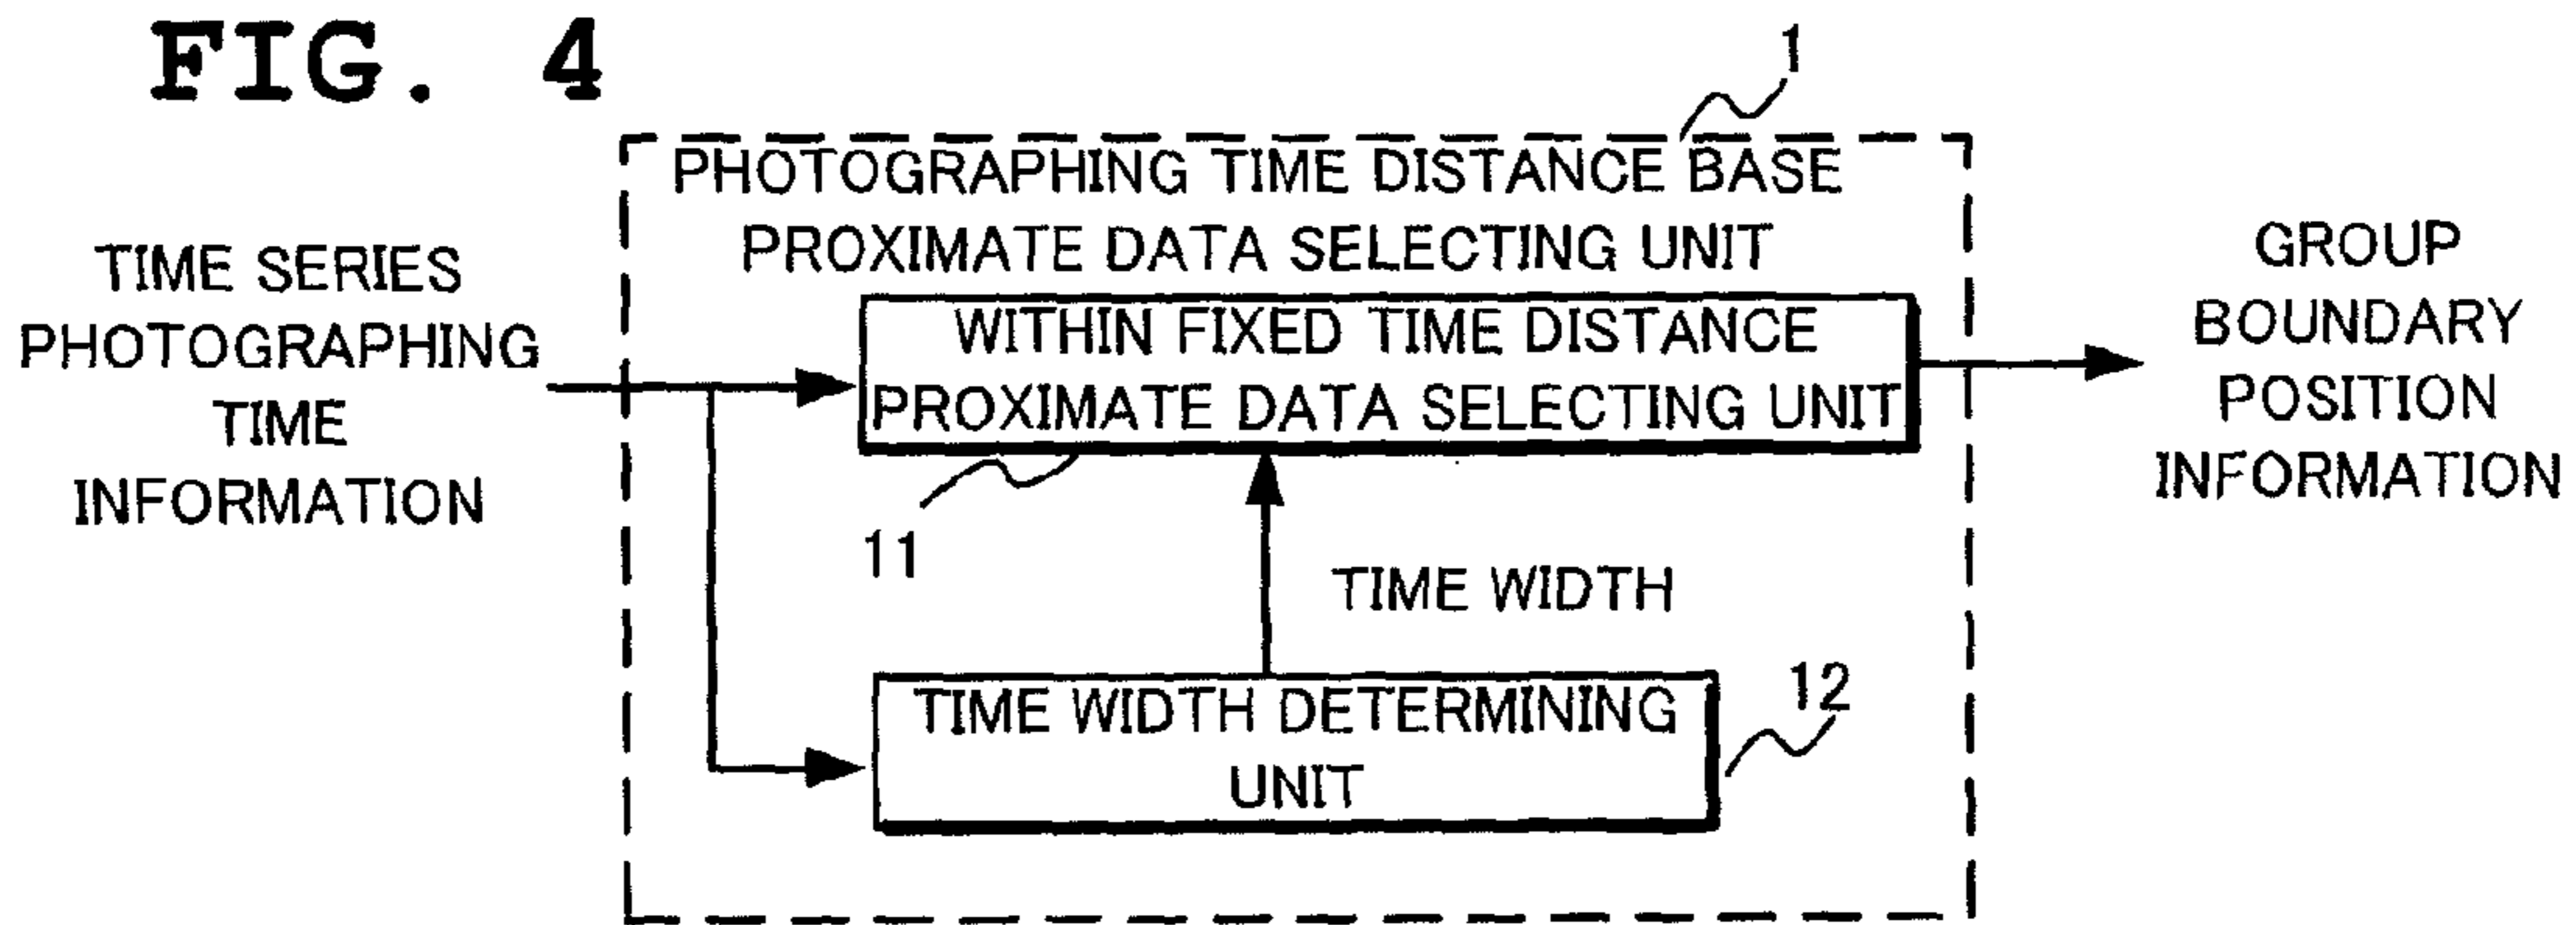 FIG. 4
1
PHOTOGRAPHING TIME DISTANCE BASE
PROXIMATE DATA SELECTING UNIT
TIME SERIES
PHOTOGRAPHING
TIME
INFORMATION
WITHIN FIXED TIME DISTANCE
PROXIMATE DATA SELECTING UNIT
11
TIME WIDTH
TIME WIDTH DETERMINING
UNIT
12
GROUP
BOUNDARY
POSITION
INFORMATION